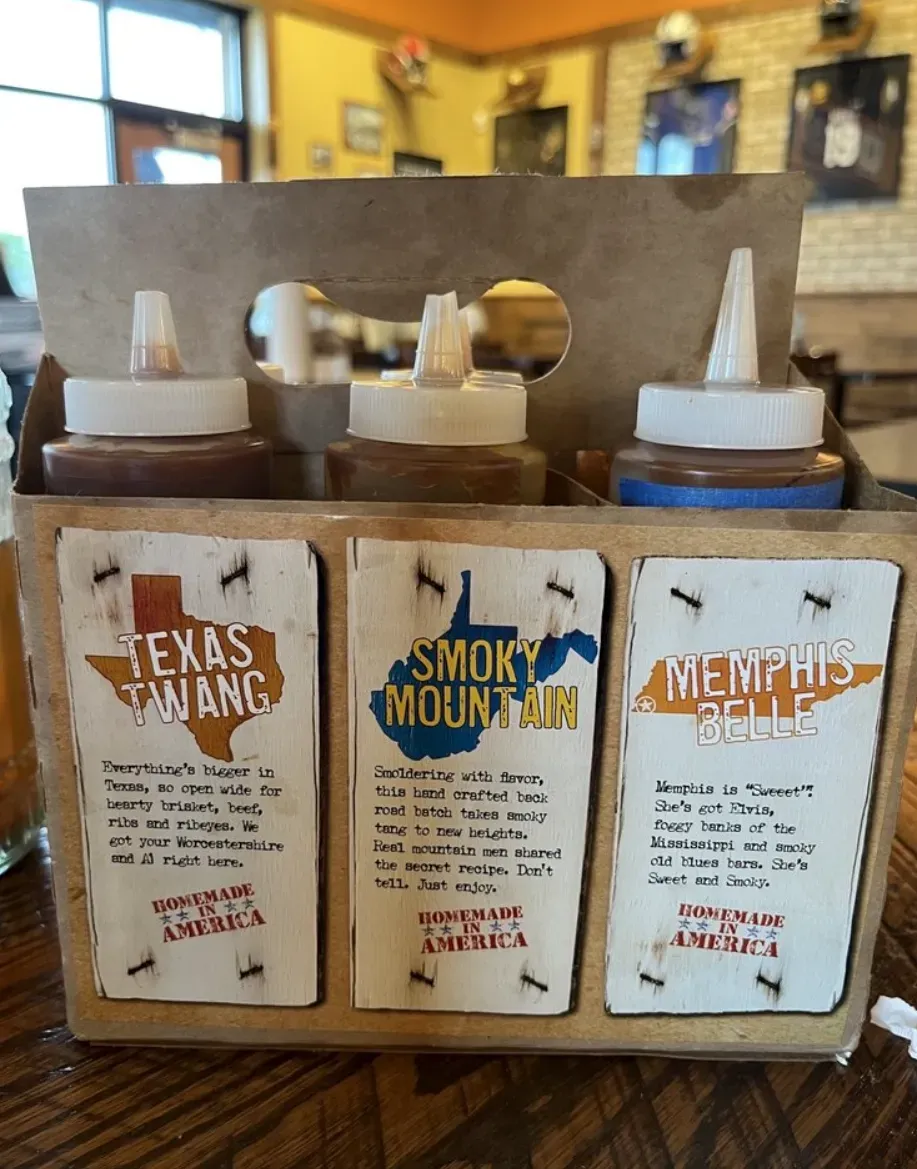 TEXAS
TWANG
Everything's bigger in
Texas, so open wide for
hearty brisket, beef,
ribs and ribeyes. We
got your Worcestershire
and A1 right here.
HOMEMADE
IN
AMERICA
SMOKY
MOUNTAIN
Smoldering with flavor,
this hand crafted back
road batch takes smoky
tang to new heights.
Real mountain men shared
the secret recipe. Don't
tell. Just enjoy.
HOMEMADE
IN
AMERICA
MEMPHIS
BELLE
Memphis is "Sweeet"!
She's got Elvis,
foggy banks of the
Mississippi and smoky
old blues bars. She's
Sweet and Smoky.
HOMEMADE
IN
AMERICA
19